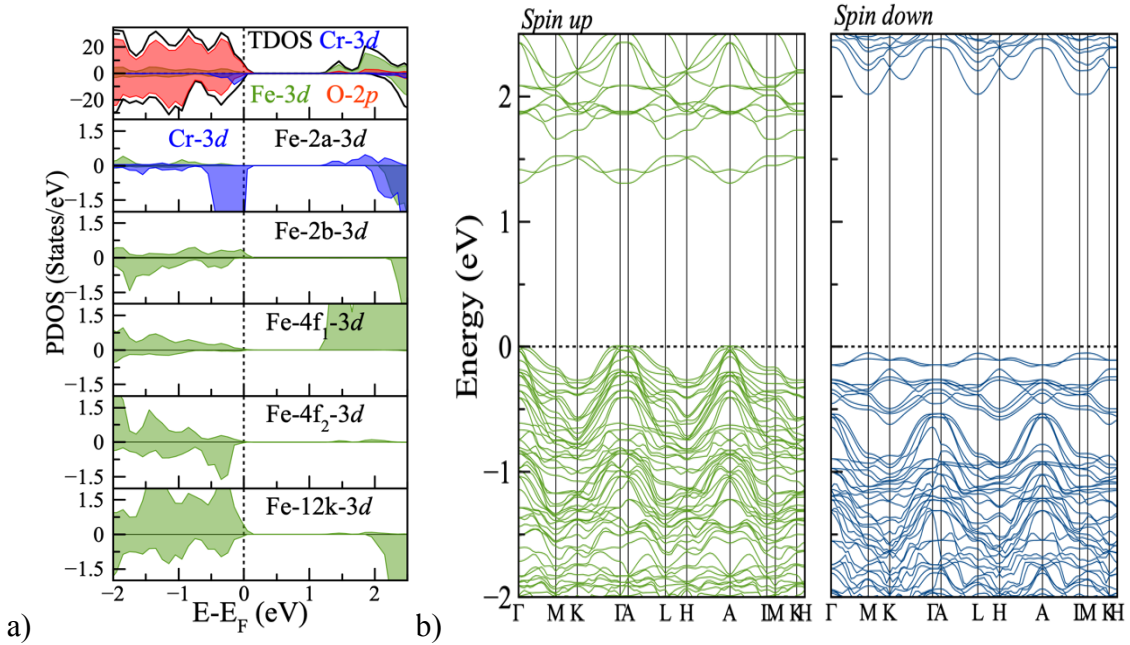 Spin up
Spin down
20
0
−20
TDOS Cr-3d
Fe-3d O-2p
1.5
0
−1.5
Cr-3d Fe-2a-3d
1.5
0
−1.5
Fe-2b-3d
1.5
0
−1.5
Fe-4f1-3d
1.5
0
−1.5
Fe-4f2-3d
1.5
0
−1.5
Fe-12k-3d
PDOS (States/eV)
−2 −1 0 1 2
E-EF (eV)
a)
Energy (eV)
2
1
0
−1
−2
Γ M K ΓA L H A LM KH
Γ M K ΓA L H A LM KH
b)